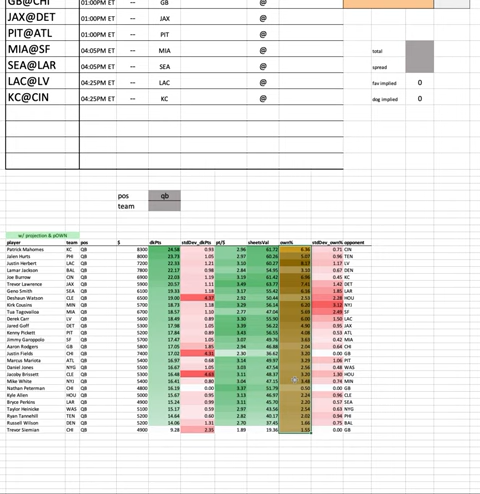 GB@CHI 01:00PM ET -- GB @
JAX@DET 01:00PM ET -- JAX @
PIT@ATL 01:00PM ET -- PIT @
MIA@SF 04:05PM ET -- MIA @
total
SEA@LAR 04:05PM ET -- SEA @
spread
LAC@LV 04:25PM ET -- LAC @
fav implied 0
KC@CIN 04:25PM ET -- KC @
dog implied 0
pos qb
team
w/ projection & pOWN
player team pos $ dkPts stdDev_dkPts pt/$ sheetsVal own% stdDev_own% opponent
Patrick Mahomes KC QB 8300 24.58 0.93 2.96 61.72 6.36 0.71 CIN
Jalen Hurts PHI QB 8000 23.73 1.05 2.97 60.26 5.07 0.96 TEN
Justin Herbert LAC QB 7200 22.33 1.21 3.10 60.27 8.17 1.17 LV
Lamar Jackson BAL QB 7800 22.17 0.98 2.84 54.95 3.10 0.67 DEN
Joe Burrow CIN QB 6900 22.03 1.19 3.19 61.42 6.96 0.45 KC
Trevor Lawrence JAX QB 5900 20.57 1.11 3.49 63.77 7.41 1.42 DET
Geno Smith SEA QB 6100 19.33 1.18 3.17 55.42 6.16 1.85 LAR
Deshaun Watson CLE QB 6500 19.00 4.37 2.92 50.44 2.53 2.28 HOU
Kirk Cousins MIN QB 5700 18.73 1.18 3.29 56.14 6.20 3.12 NYJ
Tua Tagovailoa MIA QB 6700 18.57 1.10 2.77 47.04 5.69 2.49 SF
Derek Carr LV QB 5600 18.49 0.89 3.30 55.90 6.00 1.50 LAC
Jared Goff DET QB 5300 17.98 1.05 3.39 56.22 4.90 0.95 JAX
Kenny Pickett PIT QB 5200 17.84 0.89 3.43 56.55 4.08 0.53 ATL
Jimmy Garoppolo SF QB 5700 17.47 1.05 3.07 49.76 3.63 0.42 MIA
Aaron Rodgers GB QB 5800 17.05 1.85 2.94 46.88 2.04 0.64 CHI
Justin Fields CHI QB 7400 17.02 4.31 2.30 36.62 3.20 0.00 GB
Marcus Mariota ATL QB 5400 16.97 0.68 3.14 49.97 3.29 1.06 PIT
Daniel Jones NYG QB 5500 16.67 1.05 3.03 47.54 2.56 0.48 WAS
Jacoby Brissett CLE QB 5300 16.48 4.63 3.11 48.37 3.20 1.30 HOU
Mike White NYJ QB 5400 16.41 0.80 3.04 47.15 3.48 0.74 MIN
Nathan Peterman CHI QB 4800 16.19 0.00 3.37 51.79 0.50 0.00 GB
Kyle Allen HOU QB 5000 15.67 0.95 3.13 46.97 2.24 0.96 CLE
Bryce Perkins LAR QB 4900 15.24 0.99 3.11 45.70 2.20 0.57 SEA
Taylor Heinicke WAS QB 5100 15.17 0.59 2.97 43.56 2.54 0.63 NYG
Ryan Tannehill TEN QB 5200 14.64 0.60 2.82 40.17 2.02 0.94 PHI
Russell Wilson DEN QB 5200 14.06 1.31 2.70 37.45 1.66 0.75 BAL
Trevor Siemian CHI QB 4900 9.28 2.35 1.89 19.36 1.55 0.00 GB